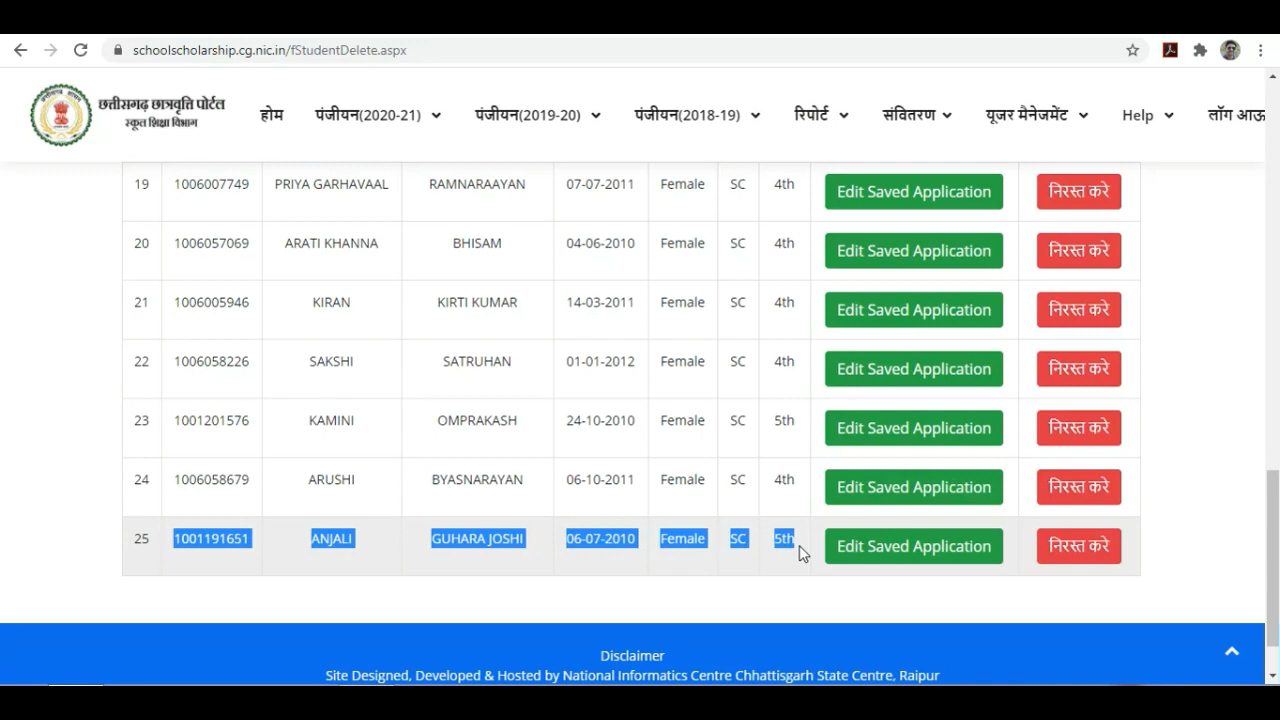 schoolscholarship.cg.nic.in/fStudentDelete.aspx
छत्तीसगढ़ छात्रवृत्ति पोर्टल
स्कूल शिक्षा विभाग
होम पंजीयन(2020-21) पंजीयन(2019-20) पंजीयन(2018-19) रिपोर्ट संवितरण यूजर मैनेजमेंट Help लॉग आऊ
19 1006007749 PRIYA GARHAVAAL RAMNARAAYAN 07-07-2011 Female SC 4th Edit Saved Application निरस्त करे
20 1006057069 ARATI KHANNA BHISAM 04-06-2010 Female SC 4th Edit Saved Application निरस्त करे
21 1006005946 KIRAN KIRTI KUMAR 14-03-2011 Female SC 4th Edit Saved Application निरस्त करे
22 1006058226 SAKSHI SATRUHAN 01-01-2012 Female SC 4th Edit Saved Application निरस्त करे
23 1001201576 KAMINI OMPRAKASH 24-10-2010 Female SC 5th Edit Saved Application निरस्त करे
24 1006058679 ARUSHI BYASNARAYAN 06-10-2011 Female SC 4th Edit Saved Application निरस्त करे
25 1001191651 ANJALI GUHARA JOSHI 06-07-2010 Female SC 5th Edit Saved Application निरस्त करे
Disclaimer
Site Designed, Developed & Hosted by National Informatics Centre Chhattisgarh State Centre, Raipur